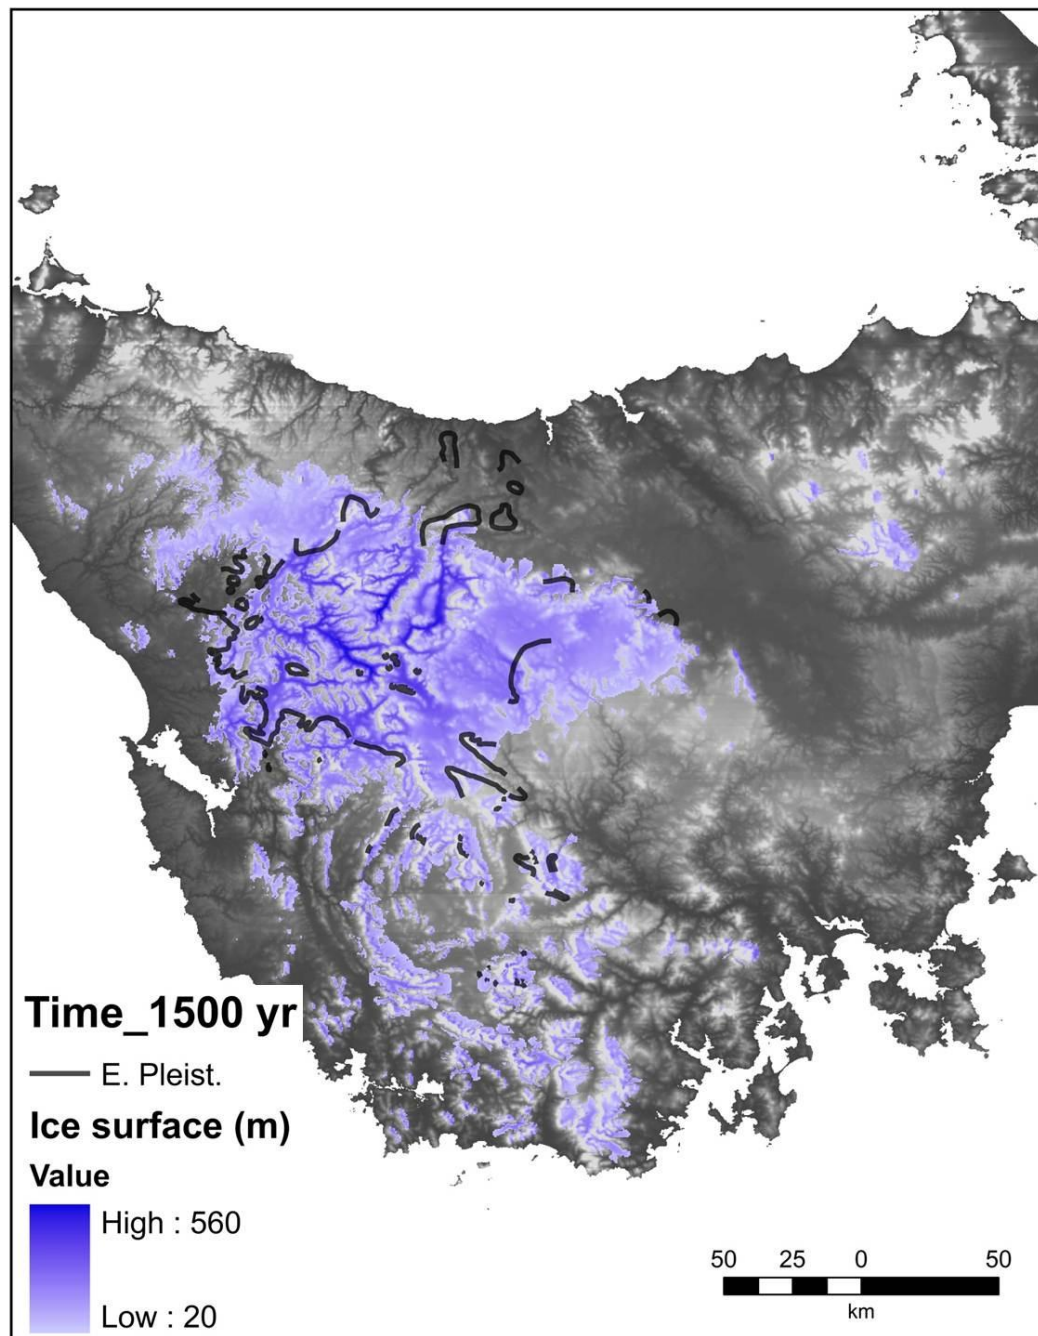 Time_1500 yr
E. Pleist.
Ice surface (m)
Value
High : 560
Low : 20
50 25 0 50
km